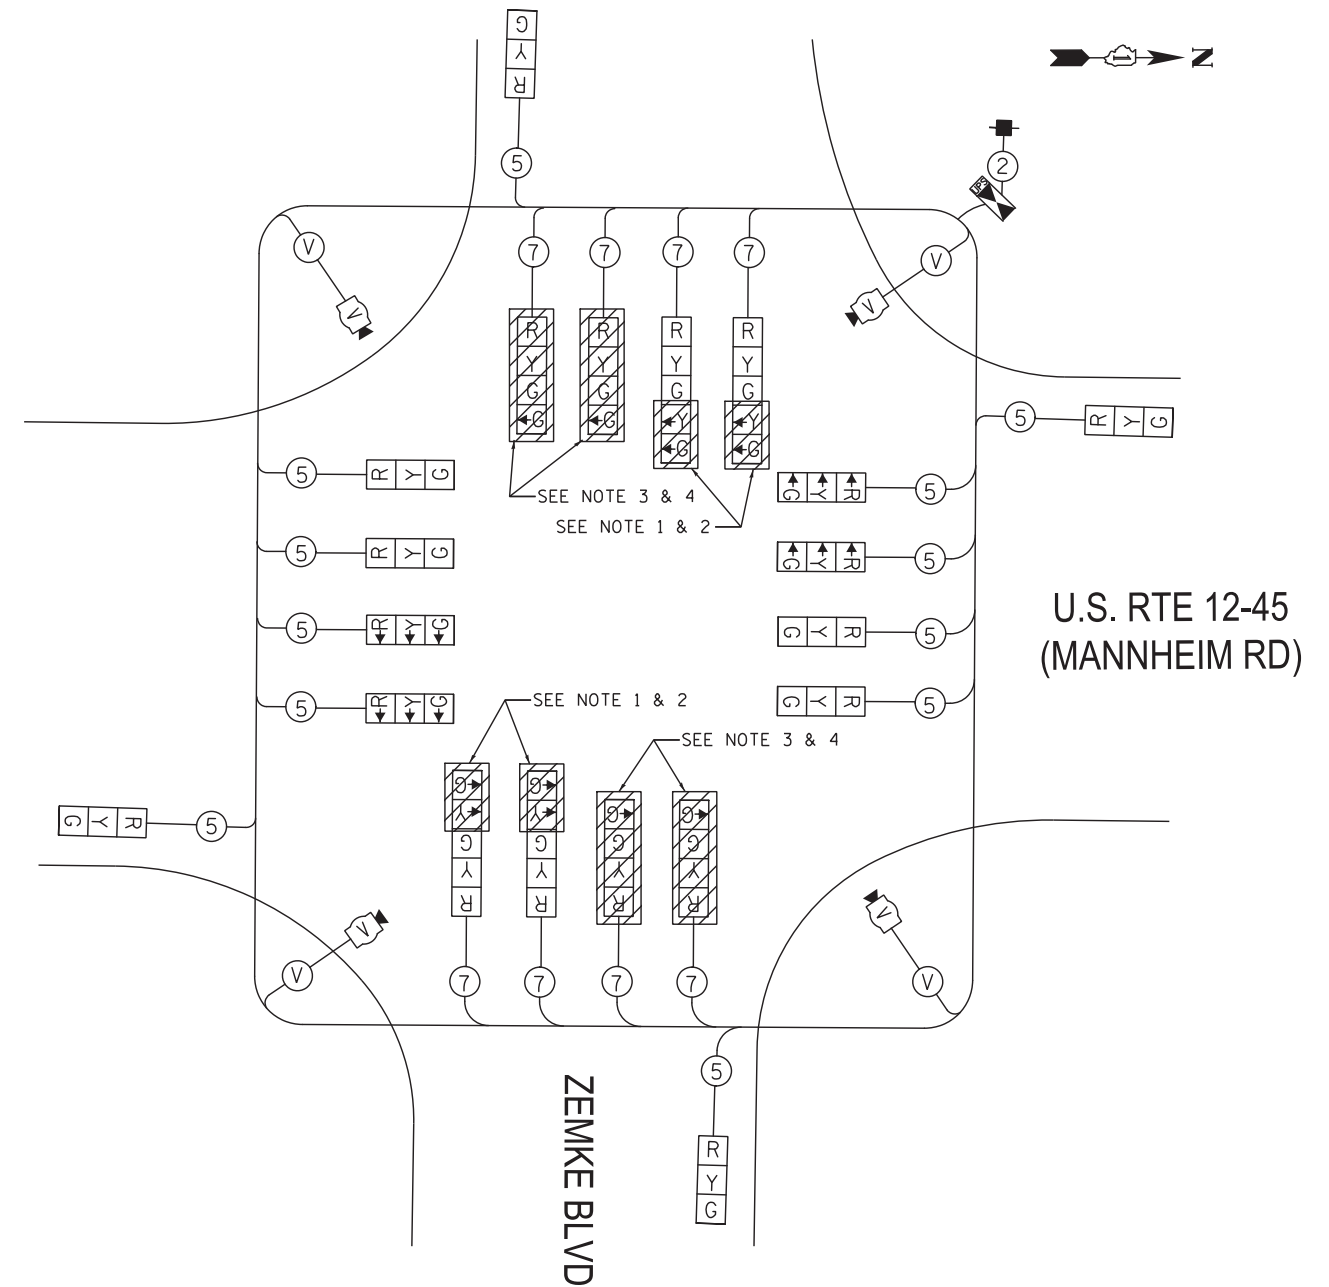 G
Y
R
1 N
5
2
UPS
V
V
7 7 7 7
V
V
R R R R
Y Y Y Y
G G G G
G G Y Y
G G
5 R Y G
5 R Y G
G Y R 5
SEE NOTE 3 & 4
SEE NOTE 1 & 2
5 R Y G
G Y R 5
U.S. RTE 12-45
(MANNHEIM RD)
5 R Y G
G Y R 5
5 R Y G
G Y R 5
SEE NOTE 1 & 2
SEE NOTE 3 & 4
G Y R 5
G G
Y Y G G
G G G G
Y Y Y Y
R R R R
V
V
V
V
7 7 7 7
5
ZEMKE BLVD
R
Y
G